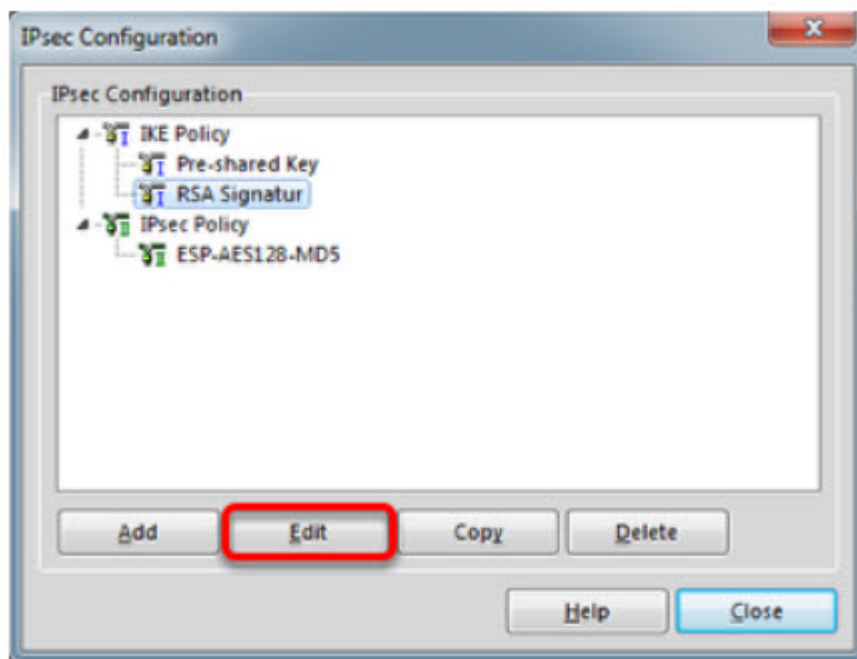 IPsec Configuration
IPsec Configuration
IKE Policy
Pre-shared Key
RSA Signatur
IPsec Policy
ESP-AES128-MD5
Add Edit Copy Delete
Help Close